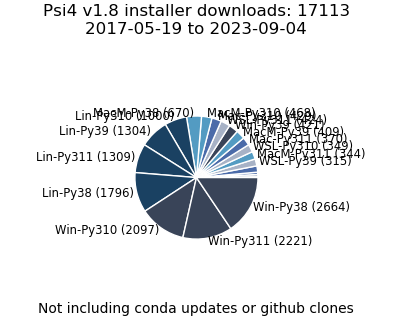 Psi4 v1.8 installer downloads: 17113
2017-05-19 to 2023-09-04
MacM-Py38 (670)
MacM-Py310 (468)
Lin-Py310 (1000)
WSL-Py311 (424)
Lin-Py39 (1304)
MacM-Py39 (409)
Mac-Py311 (370)
WSL-Py310 (349)
Lin-Py311 (1309)
MacM-Py311 (344)
WSL-Py39 (315)
Lin-Py38 (1796)
Win-Py38 (2664)
Win-Py310 (2097)
Win-Py311 (2221)
Not including conda updates or github clones